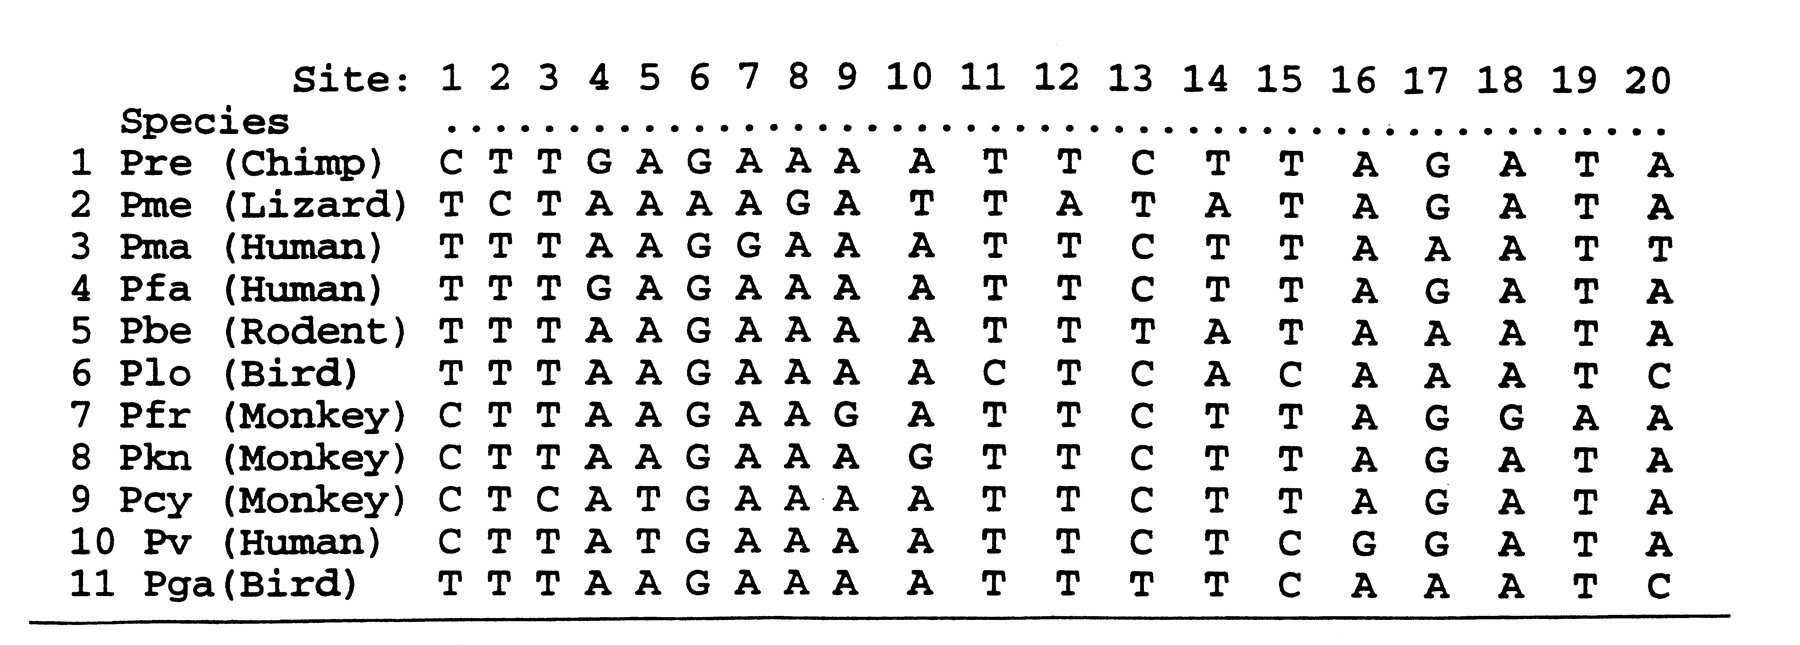 Site: 1 2 3 4 5 6 7 8 9 10 11 12 13 14 15 16 17 18 19 20
Species ..................................................
1 Pre (Chimp) C T T G A G A A A A T T C T T A G A T A
2 Pme (Lizard) T C T A A A A G A T T A T A T A G A T A
3 Pma (Human) T T T A A G G A A A T T C T T A A A T T
4 Pfa (Human) T T T G A G A A A A T T C T T A G A T A
5 Pbe (Rodent) T T T A A G A A A A T T T A T A A A T A
6 Plo (Bird) T T T A A G A A A A C T C A C A A A T C
7 Pfr (Monkey) C T T A A G A A G A T T C T T A G G A A
8 Pkn (Monkey) C T T A A G A A A G T T C T T A G A T A
9 Pcy (Monkey) C T C A T G A A A A T T C T T A G A T A
10 Pv (Human) C T T A T G A A A A T T C T C G G A T A
11 Pga(Bird) T T T A A G A A A A T T T T C A A A T C